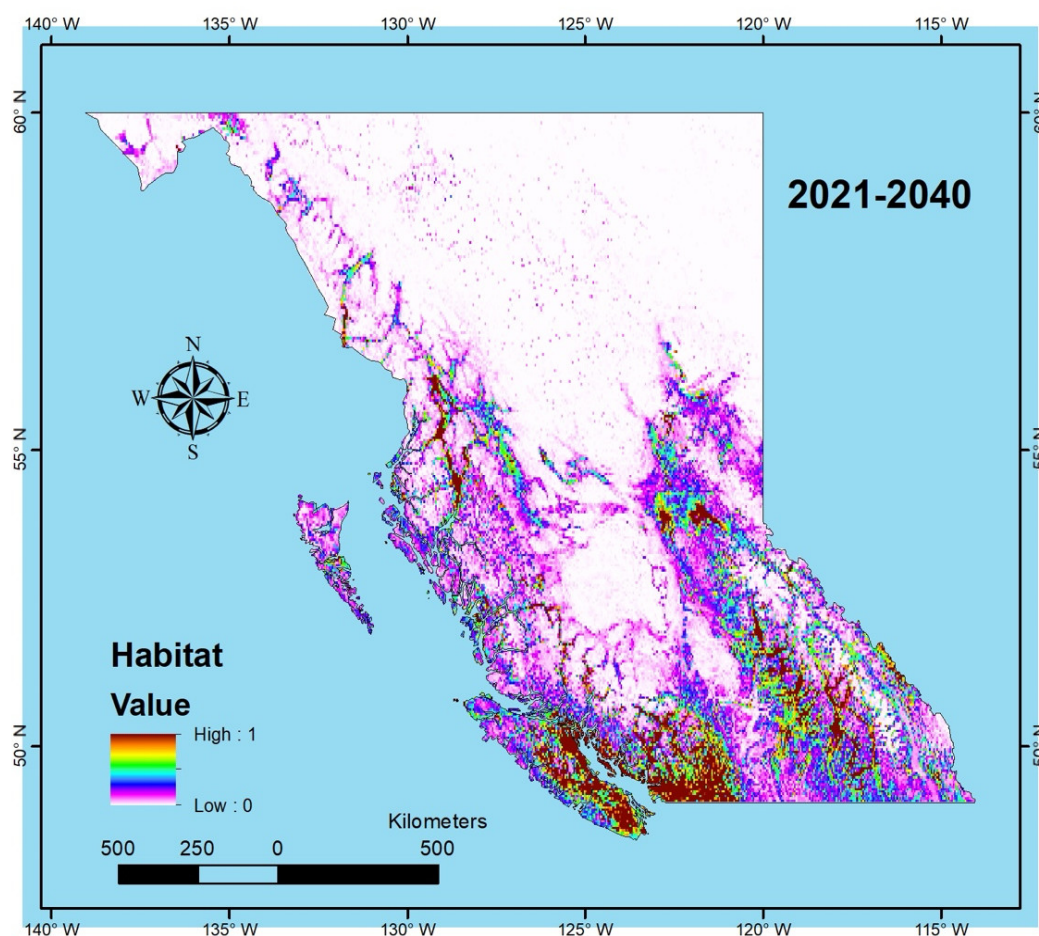 140° W 135° W 130° W 125° W 120° W 115° W
60° N 60° N
2021-2040
N
W E
S
55° N 55° N
Habitat
Value
High : 1
Low : 0
50° N 50° N
Kilometers
500 250 0 500
140° W 135° W 130° W 125° W 120° W 115° W